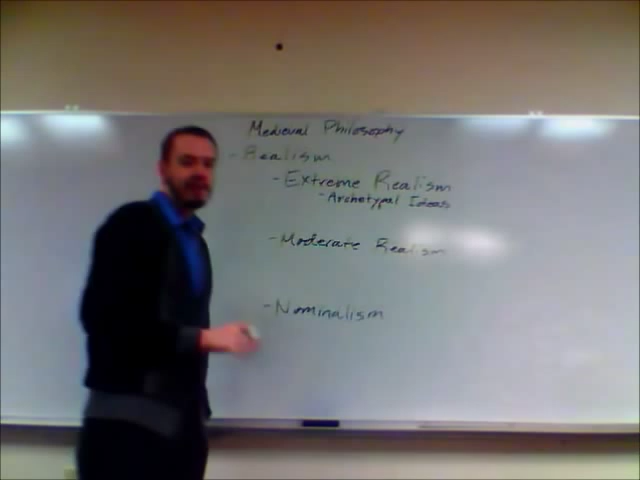 Medieval Philosophy
- Realism
- Extreme Realism
- Archetypal Ideas
- Moderate Realism
- Nominalism